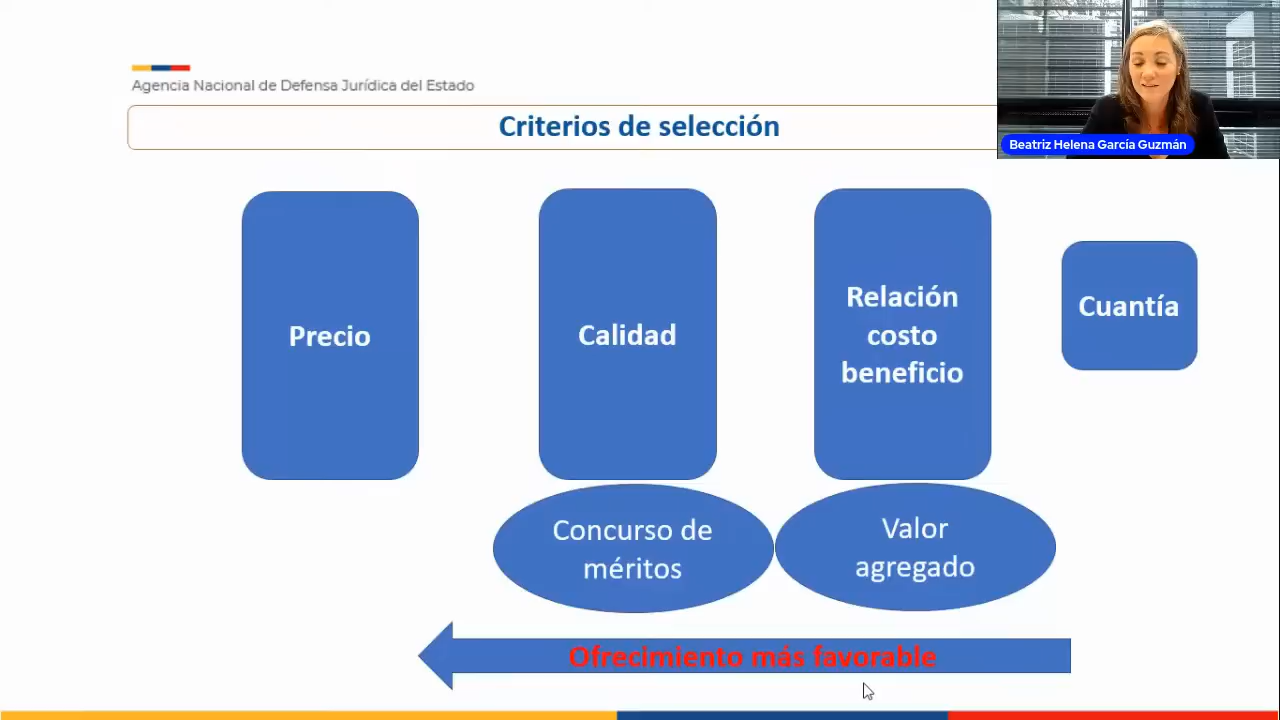 Agencia Nacional de Defensa Jurídica del Estado
Criterios de selección
Beatriz Helena García Guzmán
Precio
Calidad
Relación
costo
beneficio
Cuantía
Concurso de
méritos
Valor
agregado
Ofrecimiento más favorable